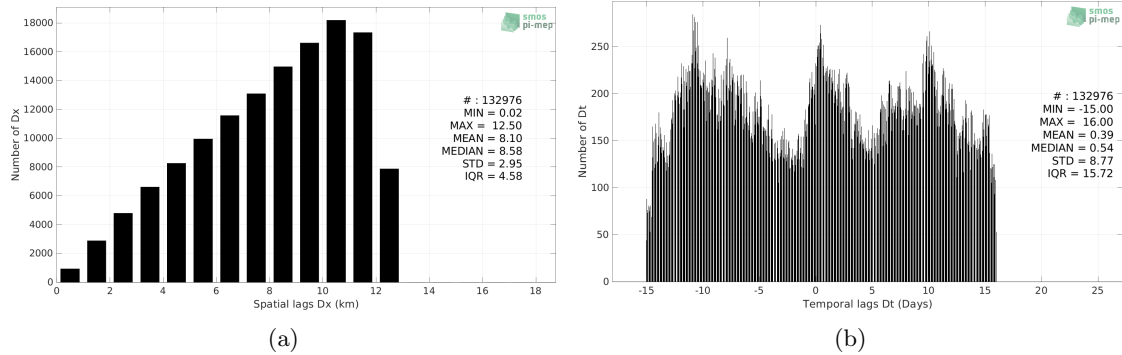 smos
pi-mep
18000
16000
14000
12000
10000
8000
6000
4000
2000
0
Number of Dx
# : 132976
MIN = 0.02
MAX = 12.50
MEAN = 8.10
MEDIAN = 8.58
STD = 2.95
IQR = 4.58
0 2 4 6 8 10 12 14 16 18
Spatial lags Dx (km)
(a)
smos
pi-mep
250
200
150
100
50
0
Number of Dt
# : 132976
MIN = -15.00
MAX = 16.00
MEAN = 0.39
MEDIAN = 0.54
STD = 8.77
IQR = 15.72
-15 -10 -5 0 5 10 15 20 25
Temporal lags Dt (Days)
(b)